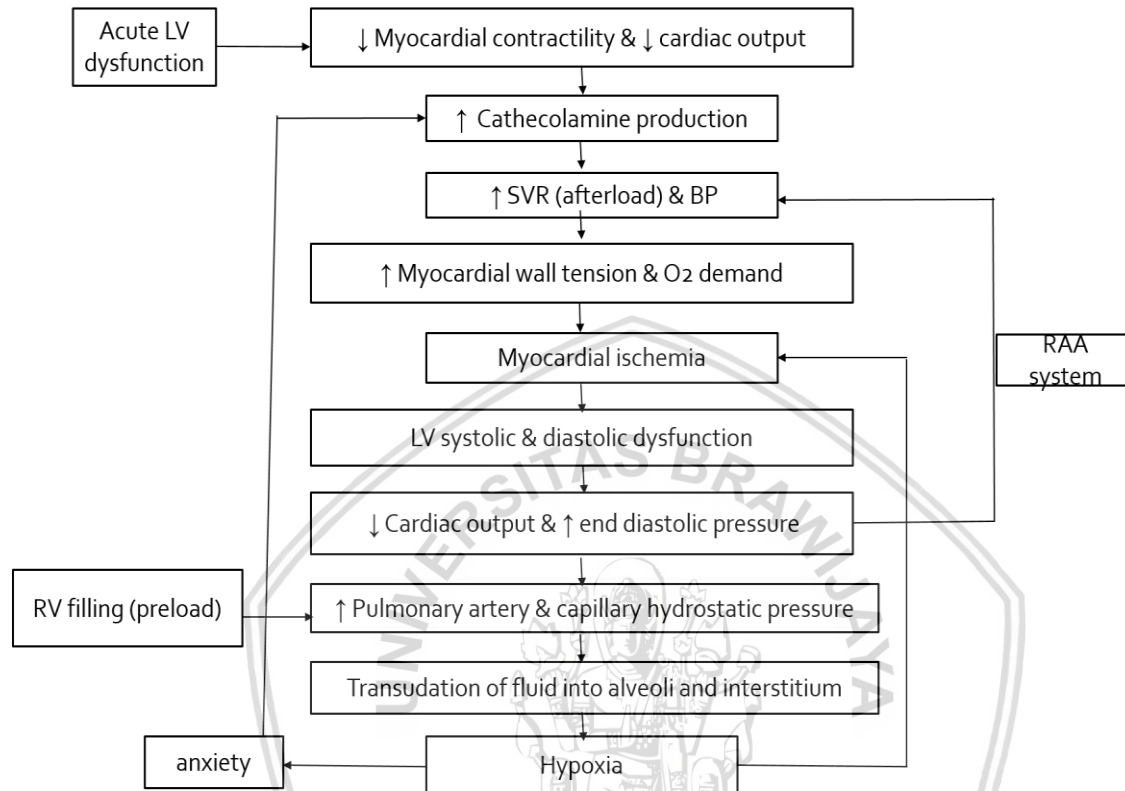 Acute LV
dysfunction
↓ Myocardial contractility & ↓ cardiac output
↑ Cathecolamine production
↑ SVR (afterload) & BP
↑ Myocardial wall tension & O2 demand
Myocardial ischemia
RAA
system
LV systolic & diastolic dysfunction
↓ Cardiac output & ↑ end diastolic pressure
RV filling (preload)
↑ Pulmonary artery & capillary hydrostatic pressure
Transudation of fluid into alveoli and interstitium
anxiety
Hypoxia
UNIVERSITAS BRAWIJAYA